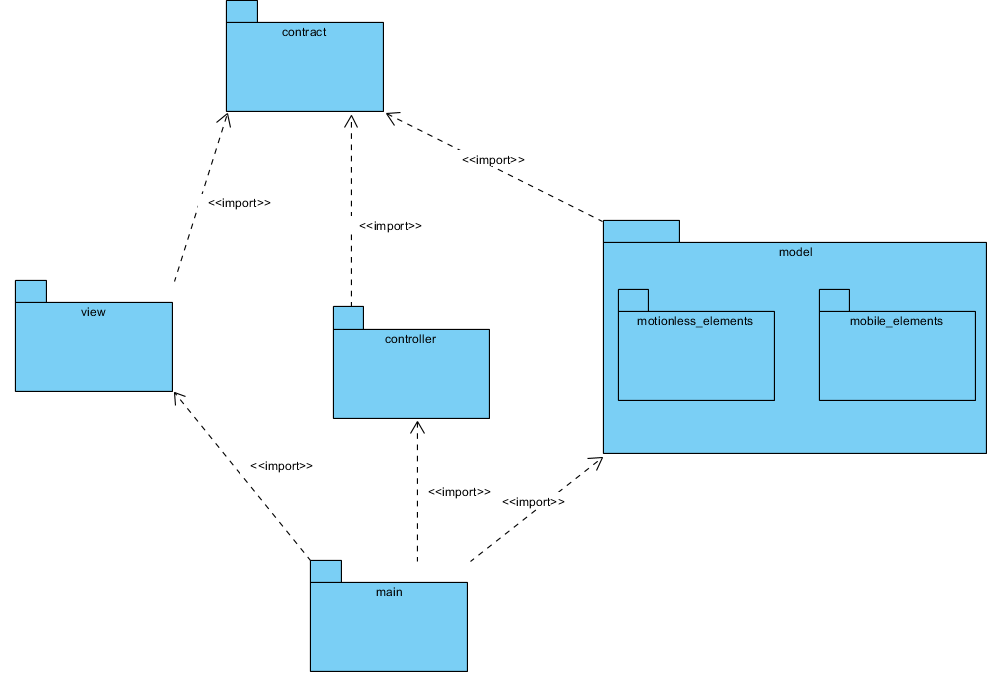 contract
<<import>>
<<import>>
<<import>>
model
view
motionless_elements
mobile_elements
controller
<<import>>
<<import>>
<<import>>
main